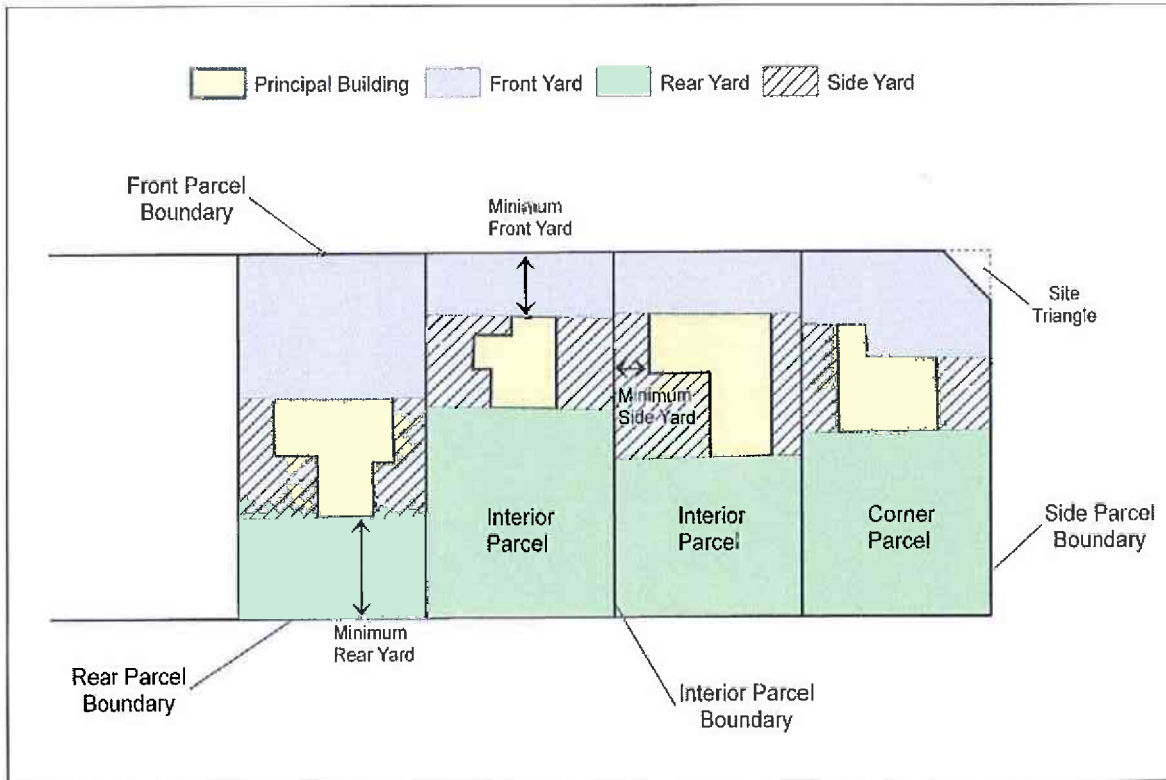 Principal Building Front Yard Rear Yard Side Yard
Front Parcel
Boundary
Minimum
Front Yard
Site
Triangle
Minimum
Side Yard
Interior
Parcel
Interior
Parcel
Corner
Parcel
Side Parcel
Boundary
Minimum
Rear Yard
Rear Parcel
Boundary
Interior Parcel
Boundary